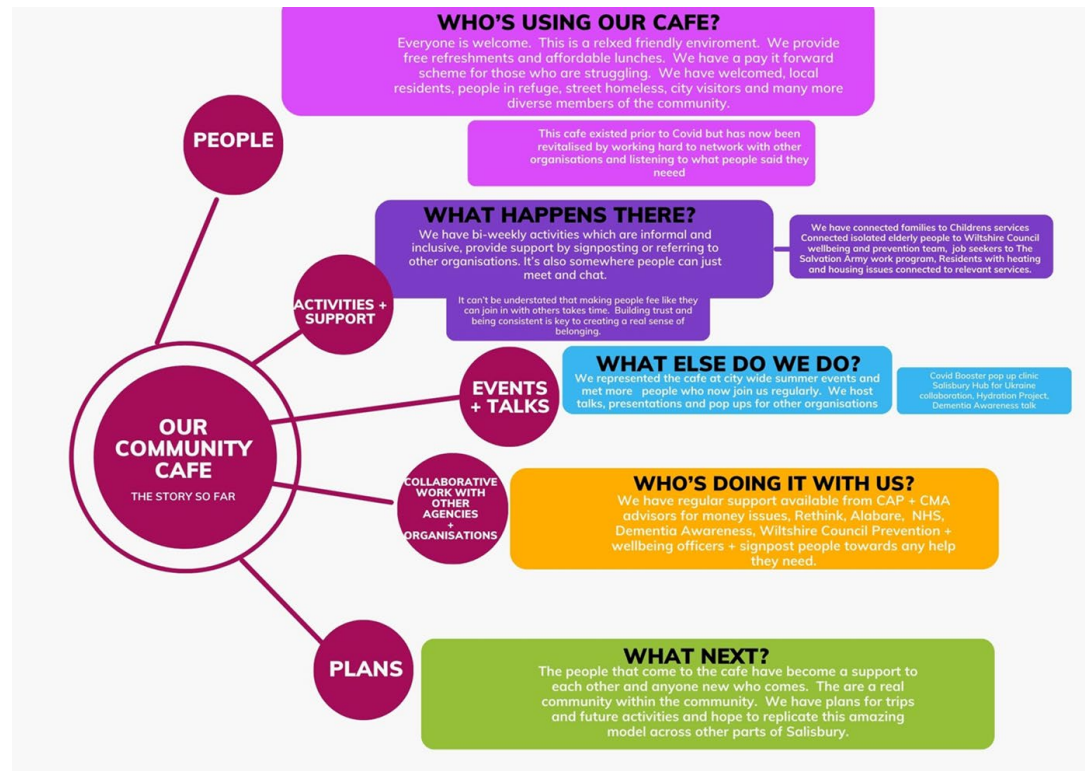 WHO'S USING OUR CAFE?
Everyone is welcome. This is a relxed friendly enviroment. We provide
free refreshments and affordable lunches. We have a pay it forward
scheme for those who are struggling. We have welcomed, local
residents, people in refuge, street homeless, city visitors and many more
diverse members of the community.
PEOPLE
This cafe existed prior to Covid but has now been
revitalised by working hard to network with other
organisations and listening to what people said they
neeed
WHAT HAPPENS THERE?
We have bi-weekly activities which are informal and
inclusive, provide support by signposting or referring to
other organisations. It's also somewhere people can just
meet and chat.
We have connected families to Childrens services
Connected isolated elderly people to Wiltshire Council
wellbeing and prevention team, job seekers to The
Salvation Army work program, Residents with heating
and housing issues connected to relevant services.
ACTIVITIES +
SUPPORT
It can't be understated that making people fee like they
can join in with others takes time. Building trust and
being consistent is key to creating a real sense of
belonging.
EVENTS
+ TALKS
WHAT ELSE DO WE DO?
We represented the cafe at city wide summer events and
met more people who now join us regularly. We host
talks, presentations and pop ups for other organisations
Covid Booster pop up clinic
Salisbury Hub for Ukraine
collaboration, Hydration Project,
Dementia Awareness talk
OUR
COMMUNITY
CAFE
THE STORY SO FAR
COLLABORATIVE
WORK WITH
OTHER
AGENCIES
+
ORGANISATIONS
WHO'S DOING IT WITH US?
We have regular support available from CAP + CMA
advisors for money issues, Rethink, Alabare, NHS,
Dementia Awareness, Wiltshire Council Prevention +
wellbeing officers + signpost people towards any help
they need.
PLANS
WHAT NEXT?
The people that come to the cafe have become a support to
each other and anyone new who comes. The are a real
community within the community. We have plans for trips
and future activities and hope to replicate this amazing
model across other parts of Salisbury.